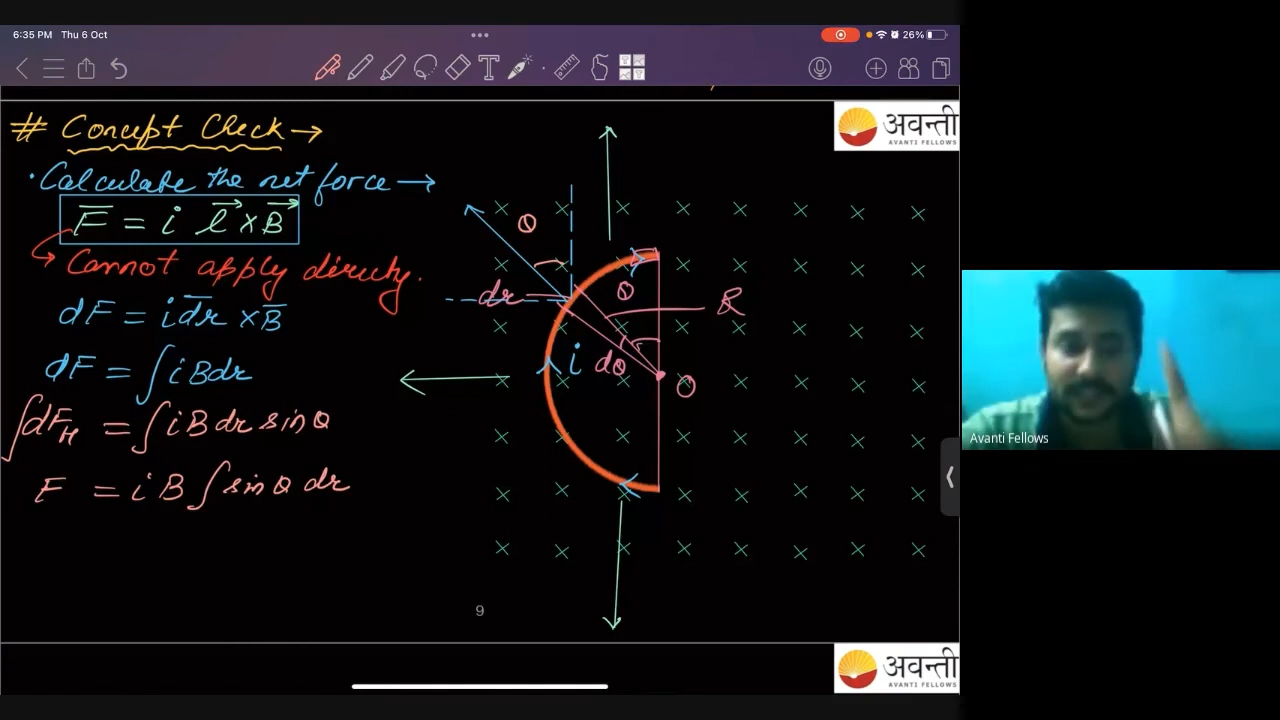 6:35 PM Thu 6 Oct
26%
# Concept Check →
अवन्ती
AVANTI FELLOWS
· Calculate the net force →
F = i l × B
Cannot apply directly.
dF = i dr × B
dF = ∫ i B dr
∫ dF_H = ∫ i B dr sin θ
F = i B ∫ sin θ dr
θ
dr
θ
R
i
dθ
O
9
अवन्ती
AVANTI FELLOWS
Avanti Fellows